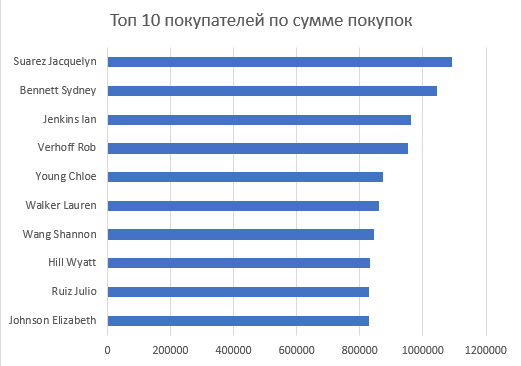 Топ 10 покупателей по сумме покупок
Suarez Jacquelyn
Bennett Sydney
Jenkins Ian
Verhoff Rob
Young Chloe
Walker Lauren
Wang Shannon
Hill Wyatt
Ruiz Julio
Johnson Elizabeth
0 200000 400000 600000 800000 1000000 1200000